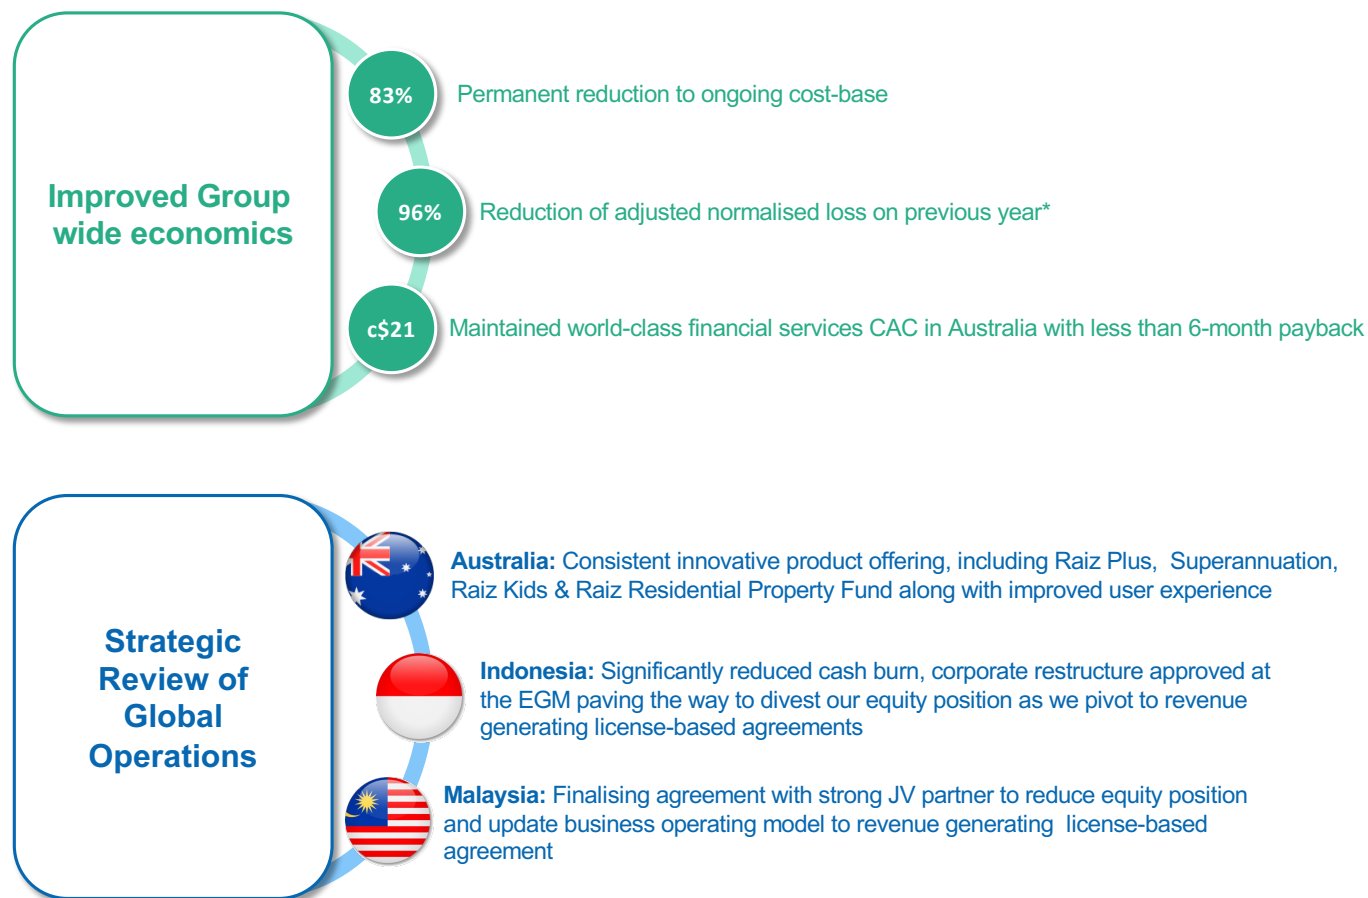 Improved Group
wide economics
83%
Permanent reduction to ongoing cost-base
96%
Reduction of adjusted normalised loss on previous year*
c$21
Maintained world-class financial services CAC in Australia with less than 6-month payback
Strategic
Review of
Global
Operations
Australia: Consistent innovative product offering, including Raiz Plus, Superannuation,
Raiz Kids & Raiz Residential Property Fund along with improved user experience
Indonesia: Significantly reduced cash burn, corporate restructure approved at
the EGM paving the way to divest our equity position as we pivot to revenue
generating license-based agreements
Malaysia: Finalising agreement with strong JV partner to reduce equity position
and update business operating model to revenue generating license-based
agreement